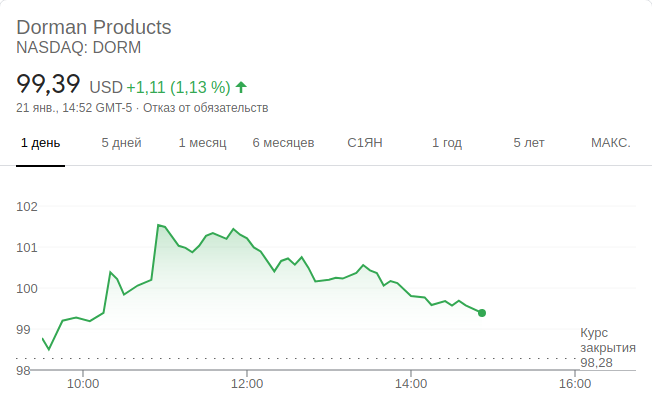 Dorman Products
NASDAQ: DORM
99,39 USD +1,11 (1,13 %)
21 янв., 14:52 GMT-5 · Отказ от обязательств
1 день 5 дней 1 месяц 6 месяцев С1ЯН 1 год 5 лет МАКС.
102
101
100
99
98
Курс
закрытия
98,28
10:00 12:00 14:00 16:00